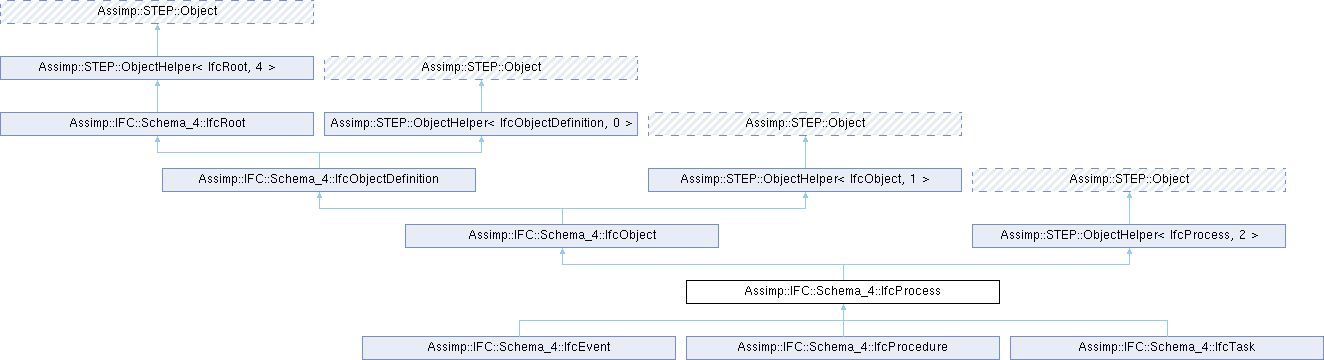 Assimp::STEP::Object
Assimp::STEP::ObjectHelper< IfcRoot, 4 >
Assimp::STEP::Object
Assimp::IFC::Schema_4::IfcRoot
Assimp::STEP::ObjectHelper< IfcObjectDefinition, 0 >
Assimp::STEP::Object
Assimp::IFC::Schema_4::IfcObjectDefinition
Assimp::STEP::ObjectHelper< IfcObject, 1 >
Assimp::STEP::Object
Assimp::IFC::Schema_4::IfcObject
Assimp::STEP::ObjectHelper< IfcProcess, 2 >
Assimp::IFC::Schema_4::IfcProcess
Assimp::IFC::Schema_4::IfcEvent
Assimp::IFC::Schema_4::IfcProcedure
Assimp::IFC::Schema_4::IfcTask